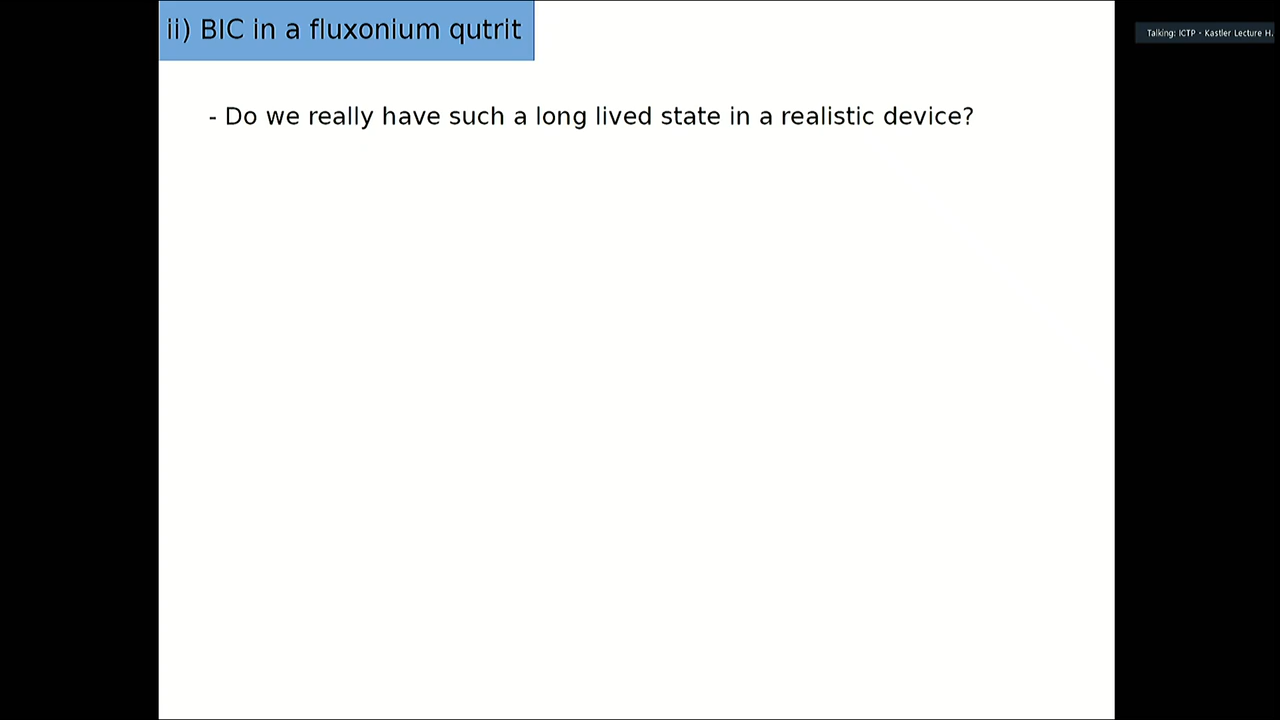 ii) BIC in a fluxonium qutrit
Talking: ICTP - Kastler Lecture H.
- Do we really have such a long lived state in a realistic device?